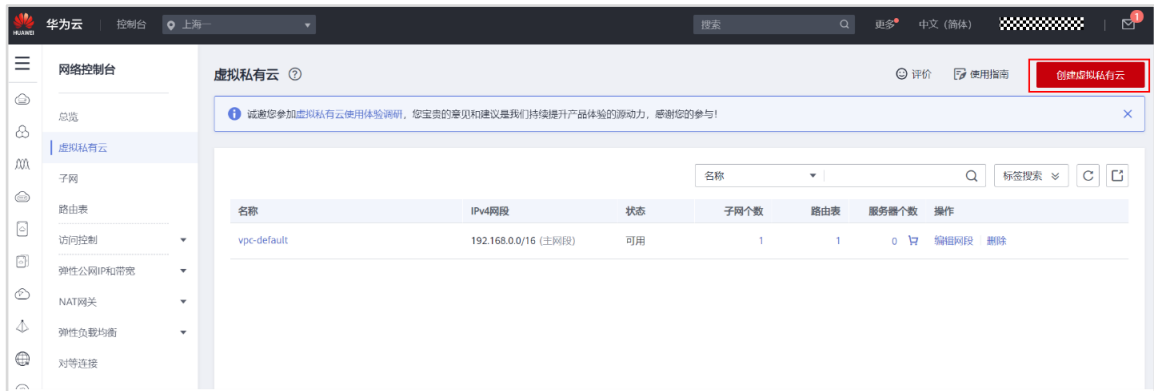 HUAWEI 华为云 控制台 上海一 搜索 更多 中文 (简体) 1
网络控制台
总览
虚拟私有云
子网
路由表
访问控制
弹性公网IP和带宽
NAT网关
弹性负载均衡
对等连接
虚拟私有云 ? 评价 使用指南 创建虚拟私有云
诚邀您参加虚拟私有云使用体验调研，您宝贵的意见和建议是我们持续提升产品体验的源动力，感谢您的参与!
名称 标签搜索
名称 IPv4网段 状态 子网个数 路由表 服务器个数 操作
vpc-default 192.168.0.0/16 (主网段) 可用 1 1 0 编辑网段 删除